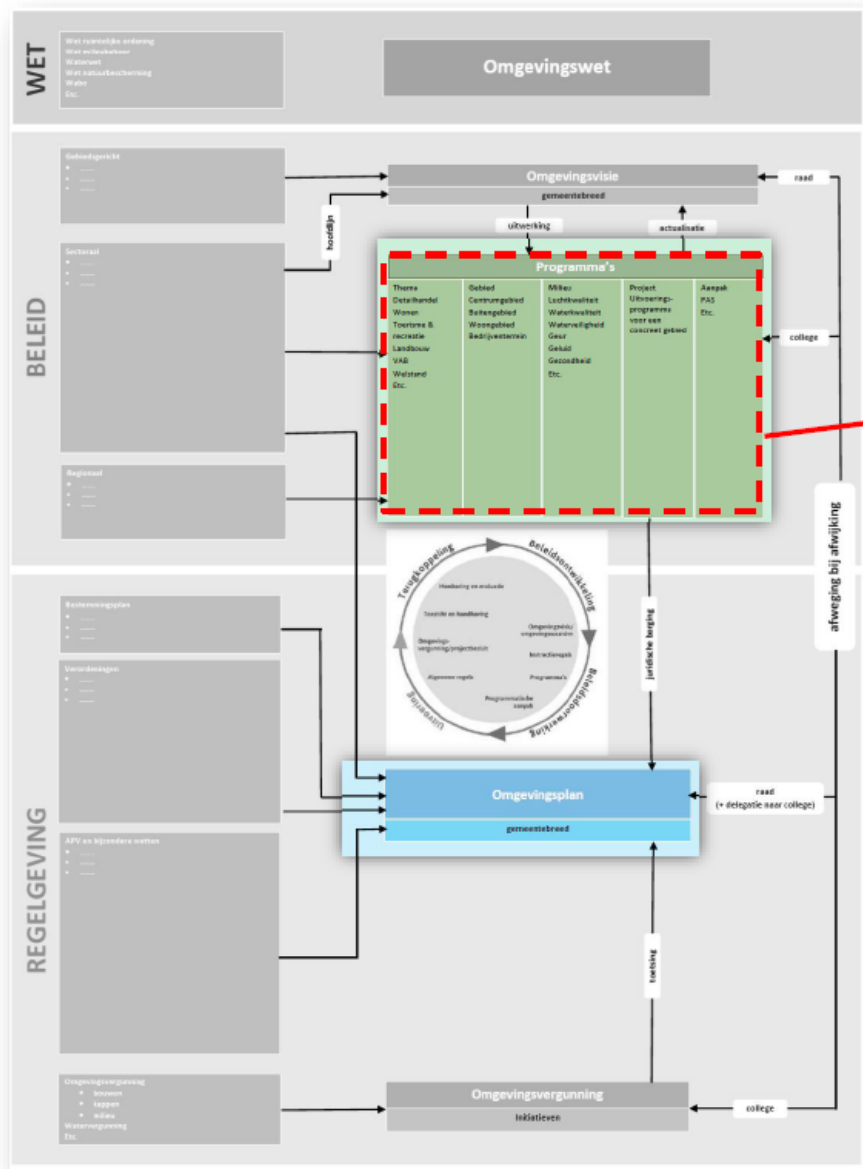 WET
Wet ruimtelijke ordening
Wet milieubeheer
Waterwet
Wet natuurbescherming
Wabo
Etc.
Omgevingswet
BELEID
Gebiedsgericht
Sectoraal
Regionaal
hoofdlijn
Omgevingsvisie
gemeentebreed
uitwerking
actualisatie
raad
Programma's
Thema
Detailhandel
Wonen
Toerisme &
recreatie
Landbouw
VAB
Welstand
Etc.
Gebied
Centrumgebied
Buitengebied
Woongebied
Bedrijventerrein
Milieu
Luchtkwaliteit
Waterkwaliteit
Waterveiligheid
Geur
Geluid
Gezondheid
Etc.
Project
Uitvoerings-
programma
voor een
concreet gebied
Aanpak
PAS
Etc.
college
afweging bij afwijking
Terugkoppeling
Beleidsontwikkeling
Beleidsdoorwerking
Uitvoering
Monitoring en evaluatie
Toezicht en handhaving
Omgevings-
vergunning/projectbesluit
Algemene regels
Omgevingsvisie/
Instructieregels
Programma's
Programmatische
aanpak
juridische borging
REGELGEVING
Bestemmingsplan
Verordeningen
APV en bijzondere wetten
Omgevingsplan
gemeentebreed
raad
(+ delegatie naar college)
toetsing
Omgevingsvergunning
bouwen
kappen
milieu
Watervergunning
Etc.
Omgevingsvergunning
Initiatieven
college